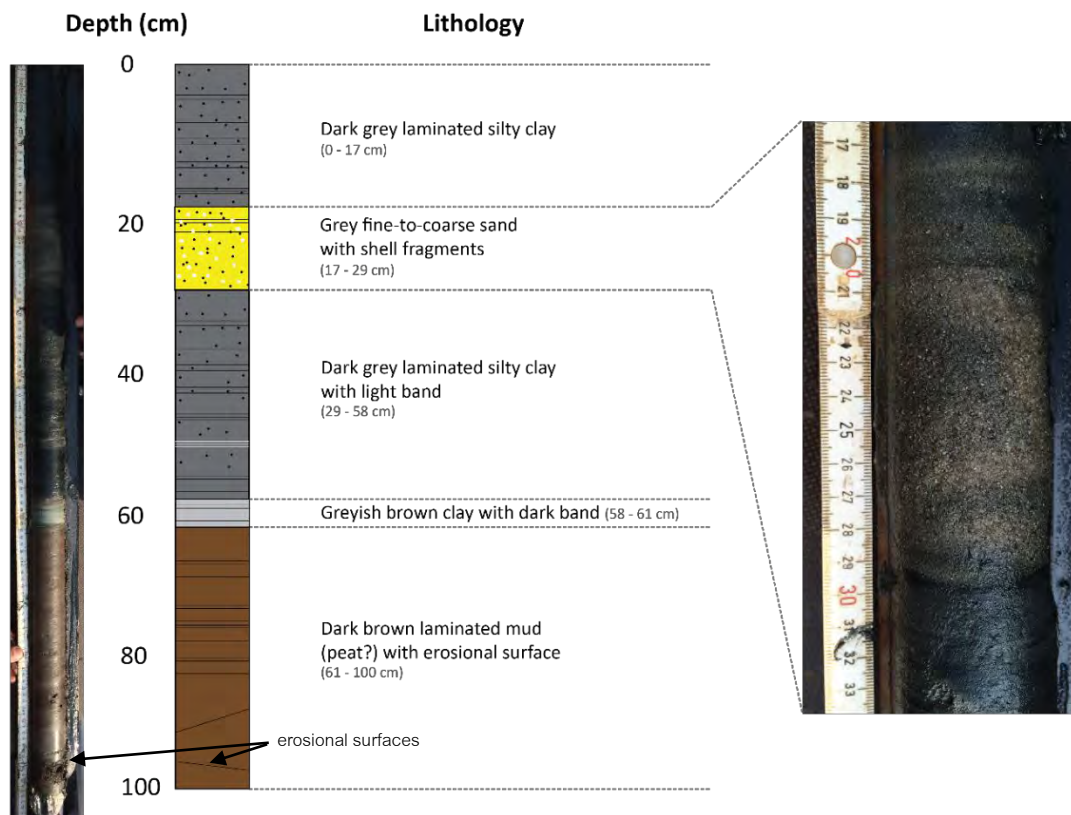 Depth (cm)
Lithology
0
Dark grey laminated silty clay
(0 - 17 cm)
20
Grey fine-to-coarse sand
with shell fragments
(17 - 29 cm)
40
Dark grey laminated silty clay
with light band
(29 - 58 cm)
60
Greyish brown clay with dark band (58 - 61 cm)
80
Dark brown laminated mud
(peat?) with erosional surface
(61 - 100 cm)
erosional surfaces
100
17
18
19
20
21
22
23
24
25
26
27
28
29
30
31
32
33